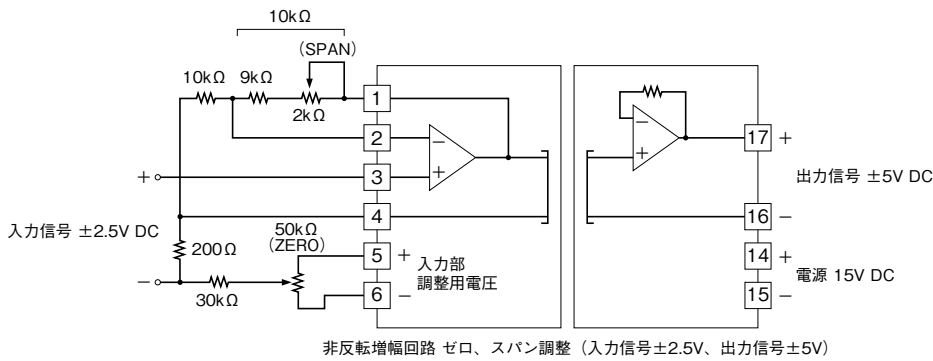 10kΩ
(SPAN)
10kΩ
9kΩ
2kΩ
1
2
3
4
5
6
−
+
+
入力信号 ±2.5V DC
−
200Ω
30kΩ
50kΩ
(ZERO)
+
−
入力部
調整用電圧
−
+
17
+
出力信号 ±5V DC
16
−
14
+
電源 15V DC
15
−
非反転増幅回路 ゼロ、スパン調整（入力信号±2.5V、出力信号±5V）